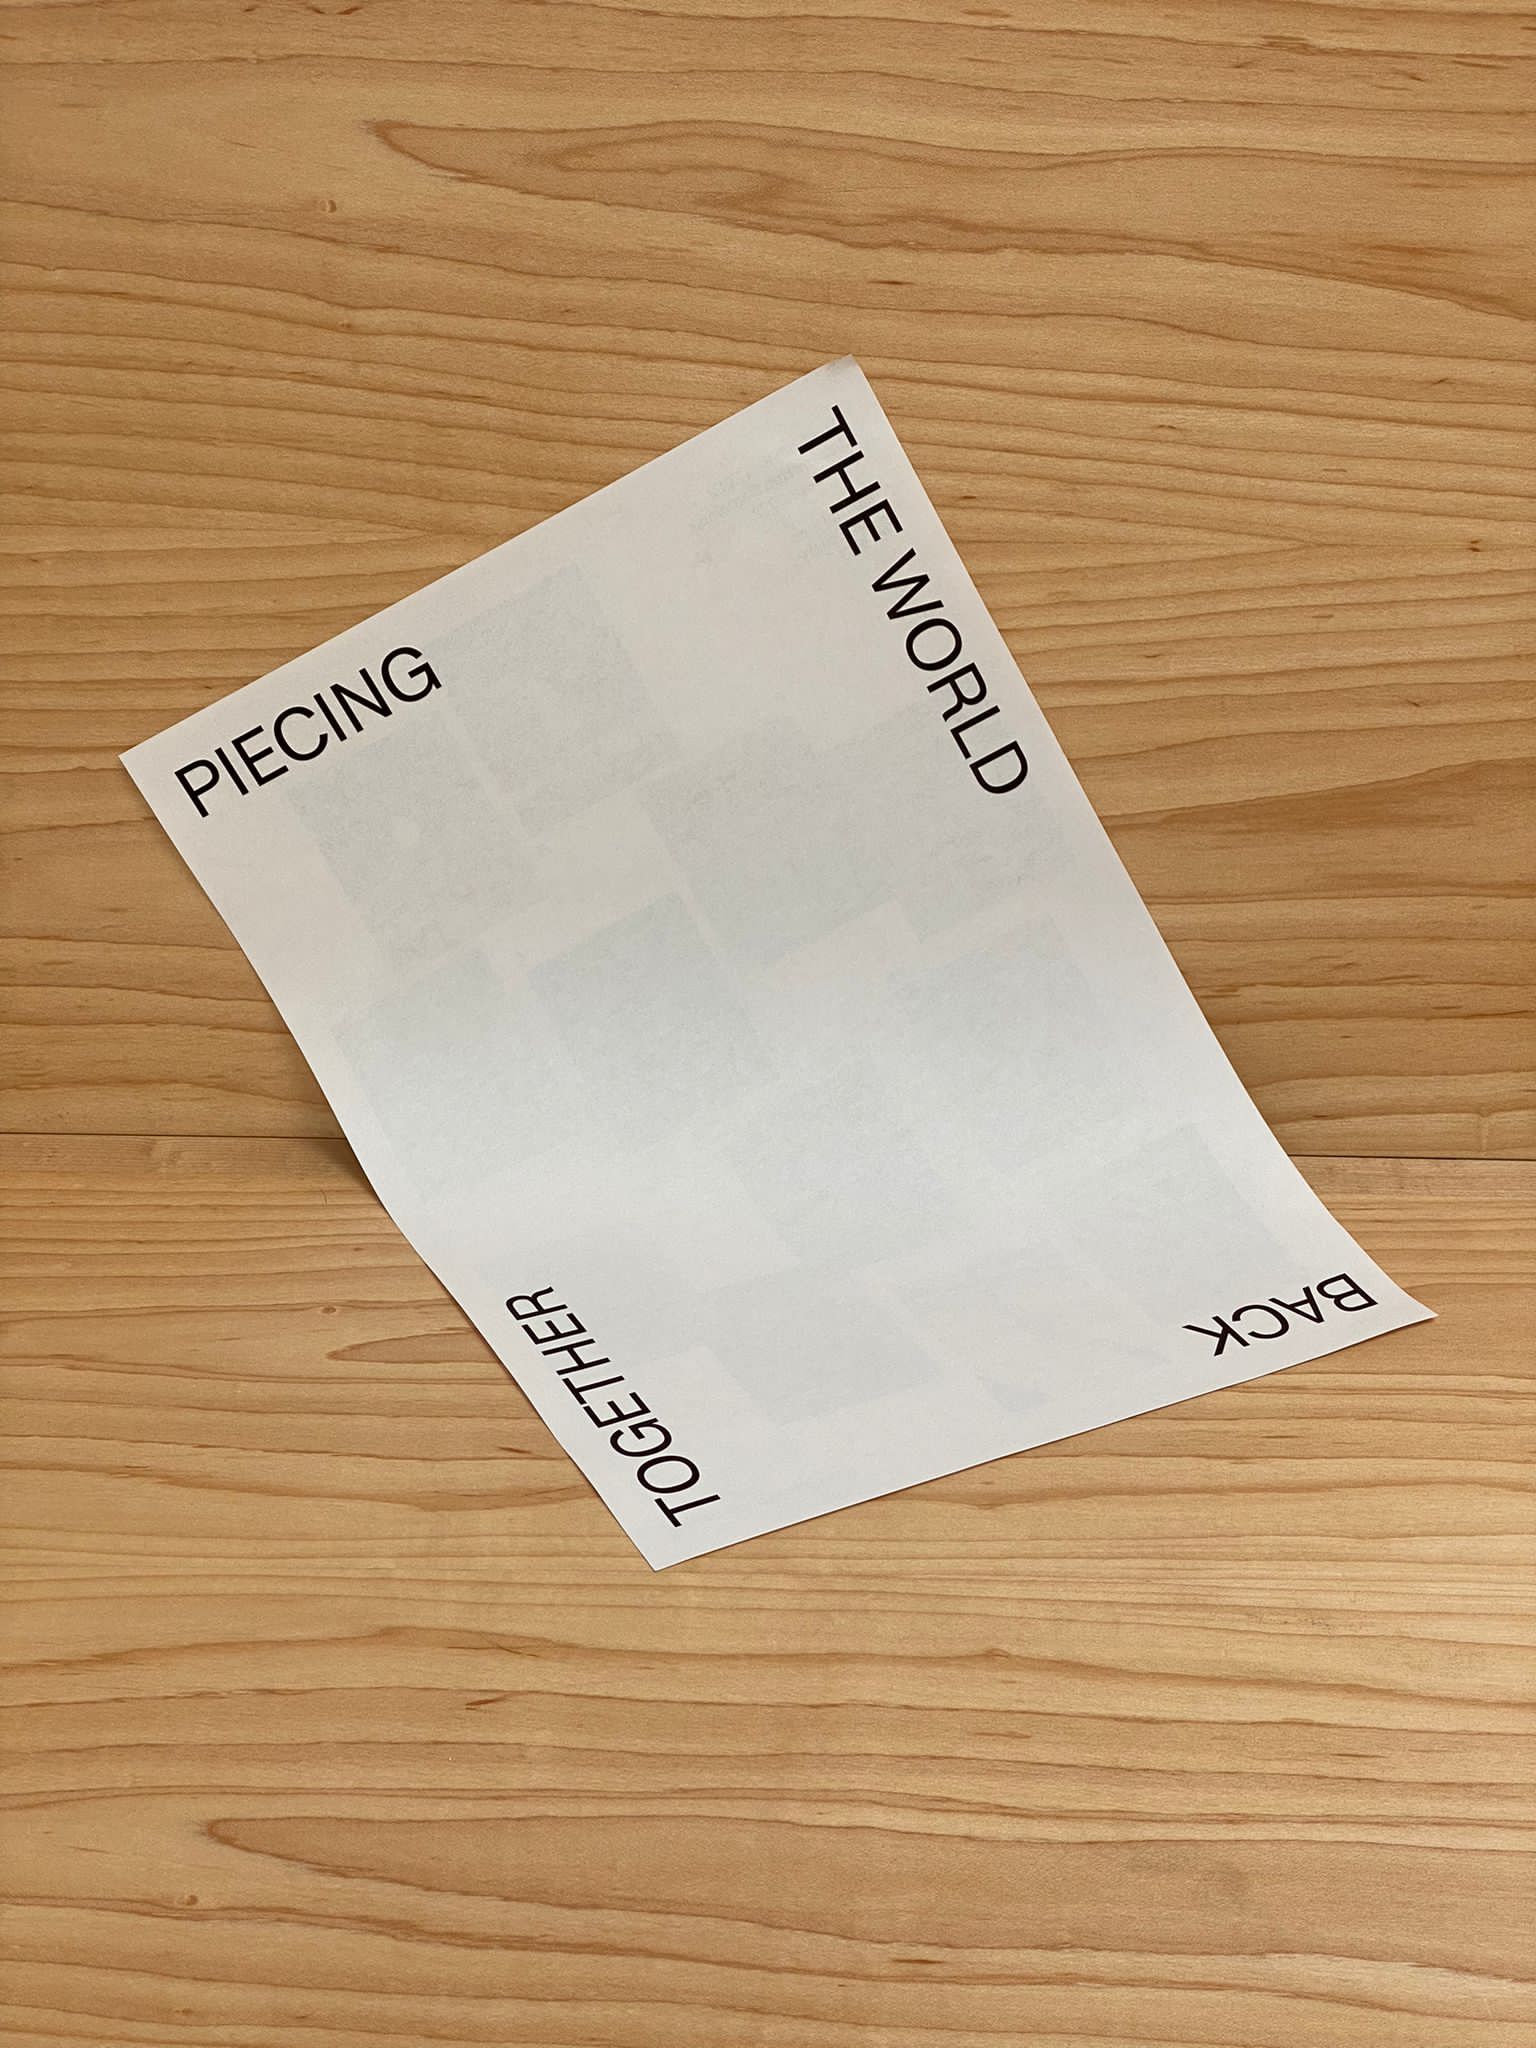 PIECING
THE WORLD
BACK
TOGETHER